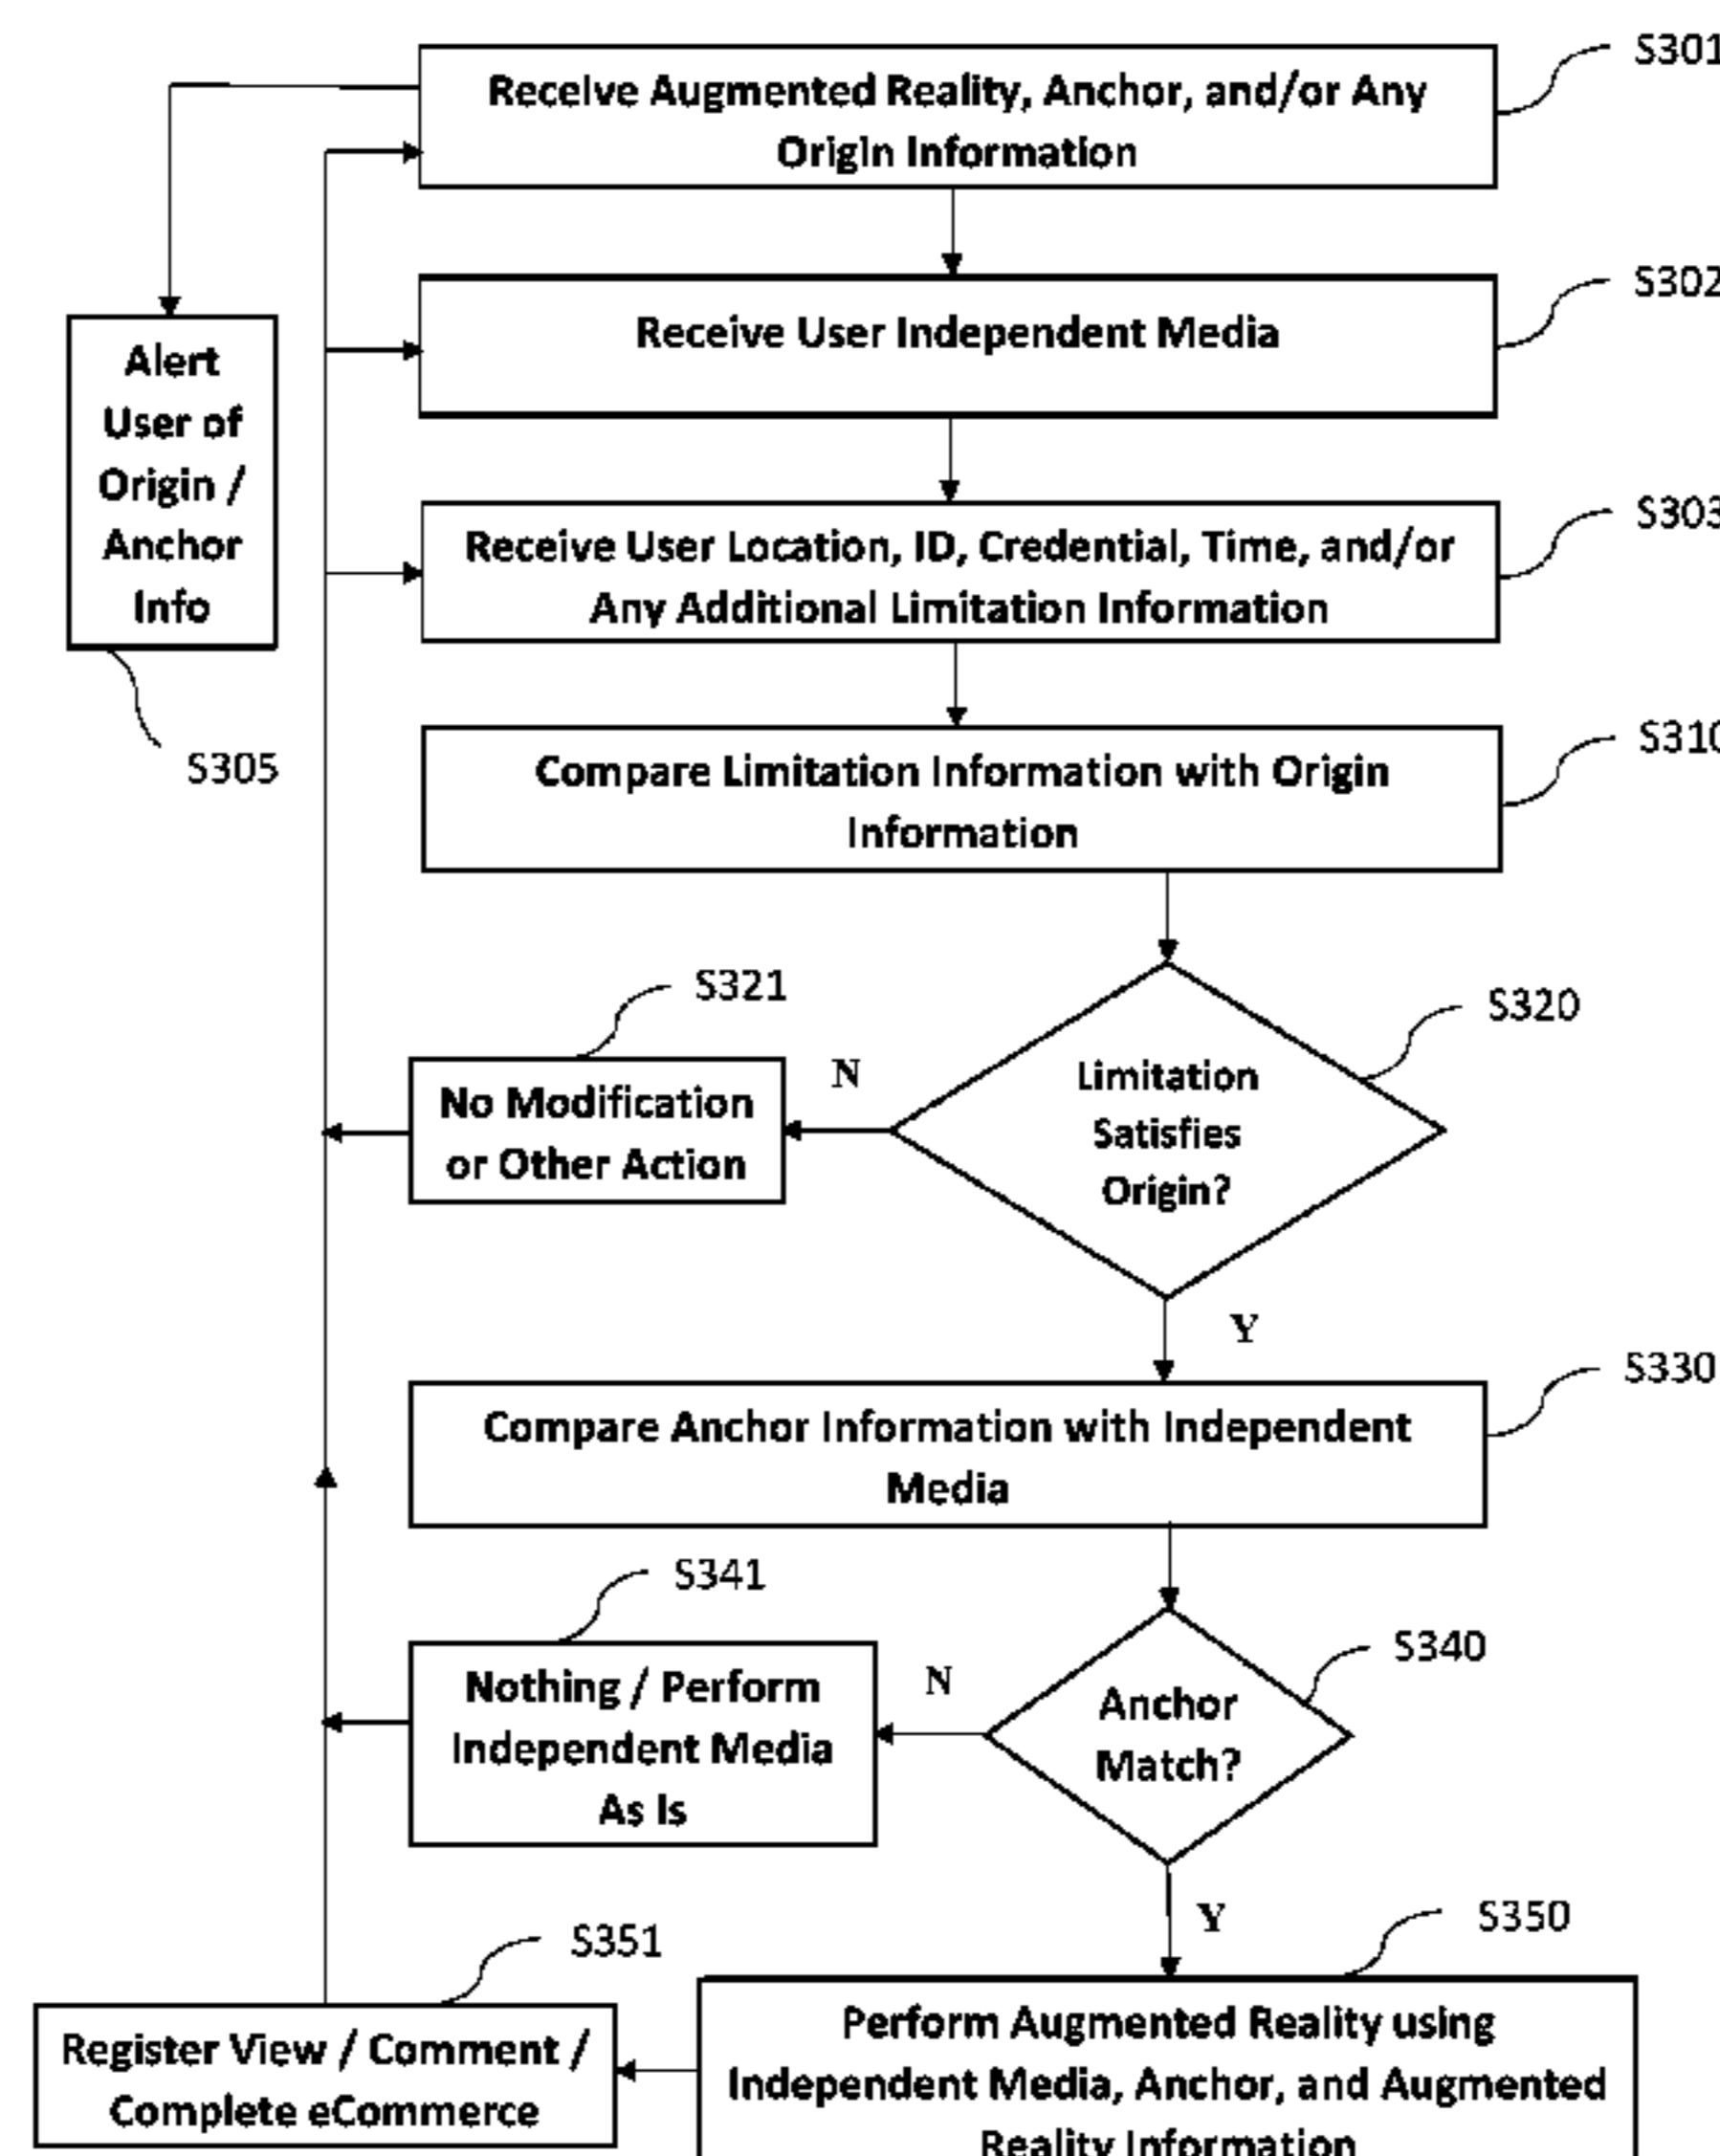 S301
Receive Augmented Reality, Anchor, and/or Any
Origin Information
S302
Receive User Independent Media
Alert
User of
Origin /
Anchor
Info
S305
S303
Receive User Location, ID, Credential, Time, and/or
Any Additional Limitation Information
S310
Compare Limitation Information with Origin
Information
S321
No Modification
or Other Action
N
S320
Limitation
Satisfies
Origin?
Y
S330
Compare Anchor Information with Independent
Media
S341
Nothing / Perform
Independent Media
As Is
N
S340
Anchor
Match?
Y
S350
S351
Register View / Comment /
Complete eCommerce
Perform Augmented Reality using
Independent Media, Anchor, and Augmented
Reality Information